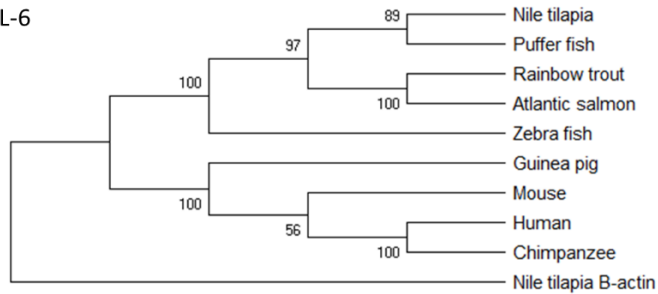 L-6
89
Nile tilapia
97
Puffer fish
Rainbow trout
100
100
Atlantic salmon
Zebra fish
Guinea pig
100
Mouse
56
Human
100
Chimpanzee
Nile tilapia B-actin